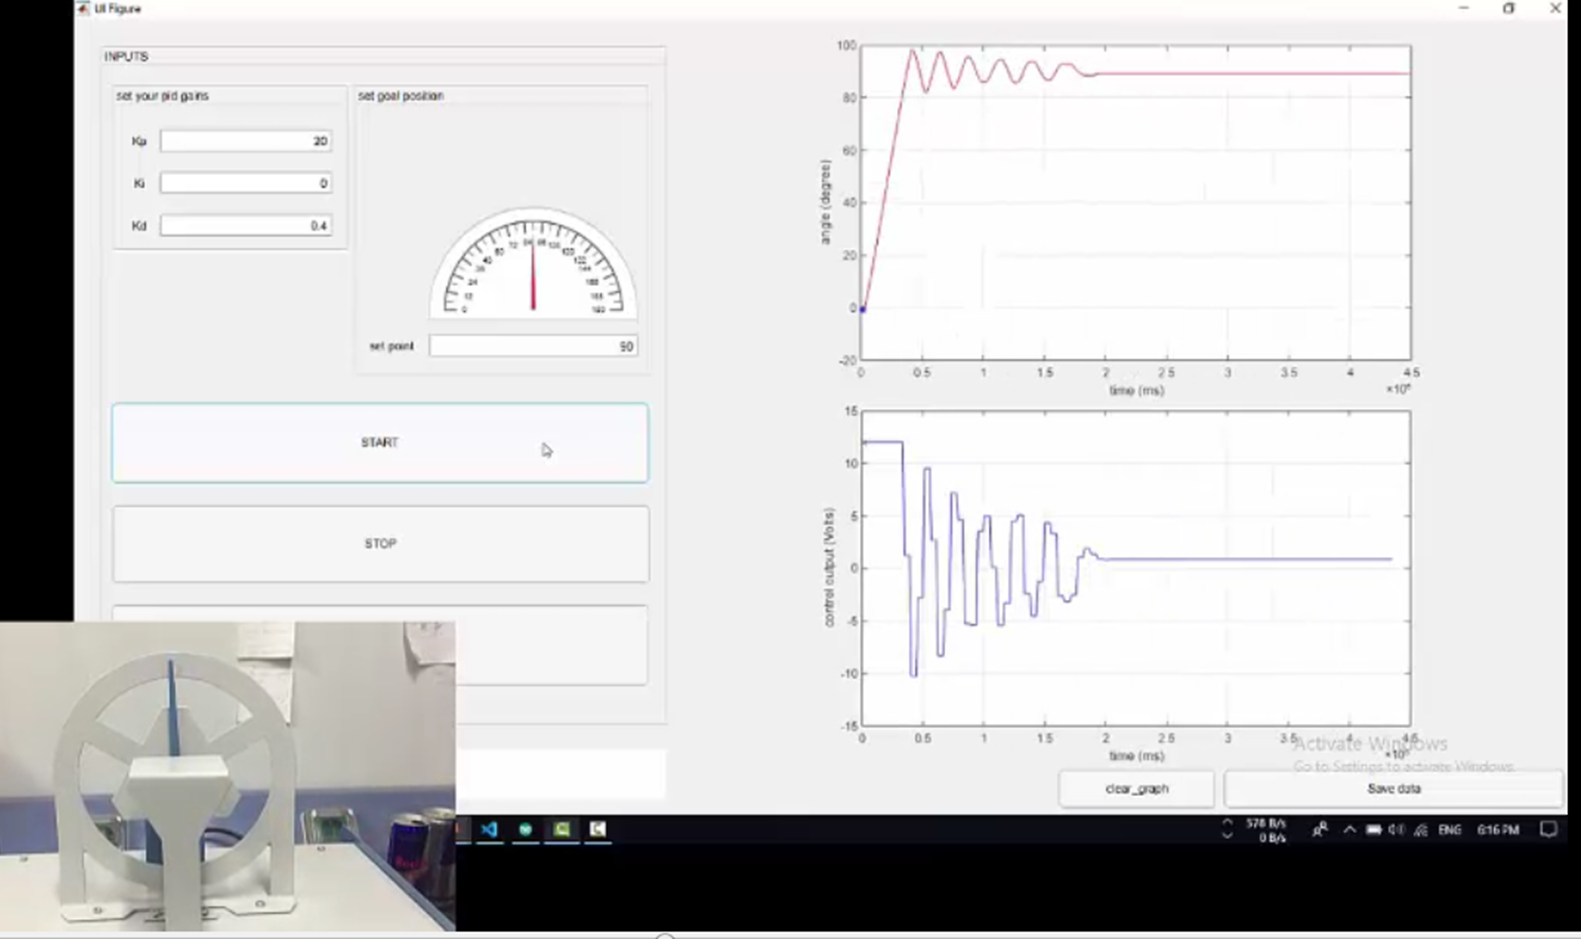 UI Figure
INPUTS
set your pid gains
Kp
20
Ki
0
Kd
0.4
set goal position
0
12
24
36
48
60
72
84
96
108
120
132
144
156
168
180
set point
90
START
STOP
100
80
60
40
20
0
-20
angle (degree)
0 0.5 1 1.5 2 2.5 3 3.5 4 4.5
time (ms)
15
10
5
0
-5
-10
-15
control output (Volts)
0 0.5 1 1.5 2 2.5 3 3.5 4 4.5
time (ms)
Activate Windows
Go to Settings to activate Windows.
clear_graph
Save data
578 B/s
0 B/s
ENG
6:16 PM